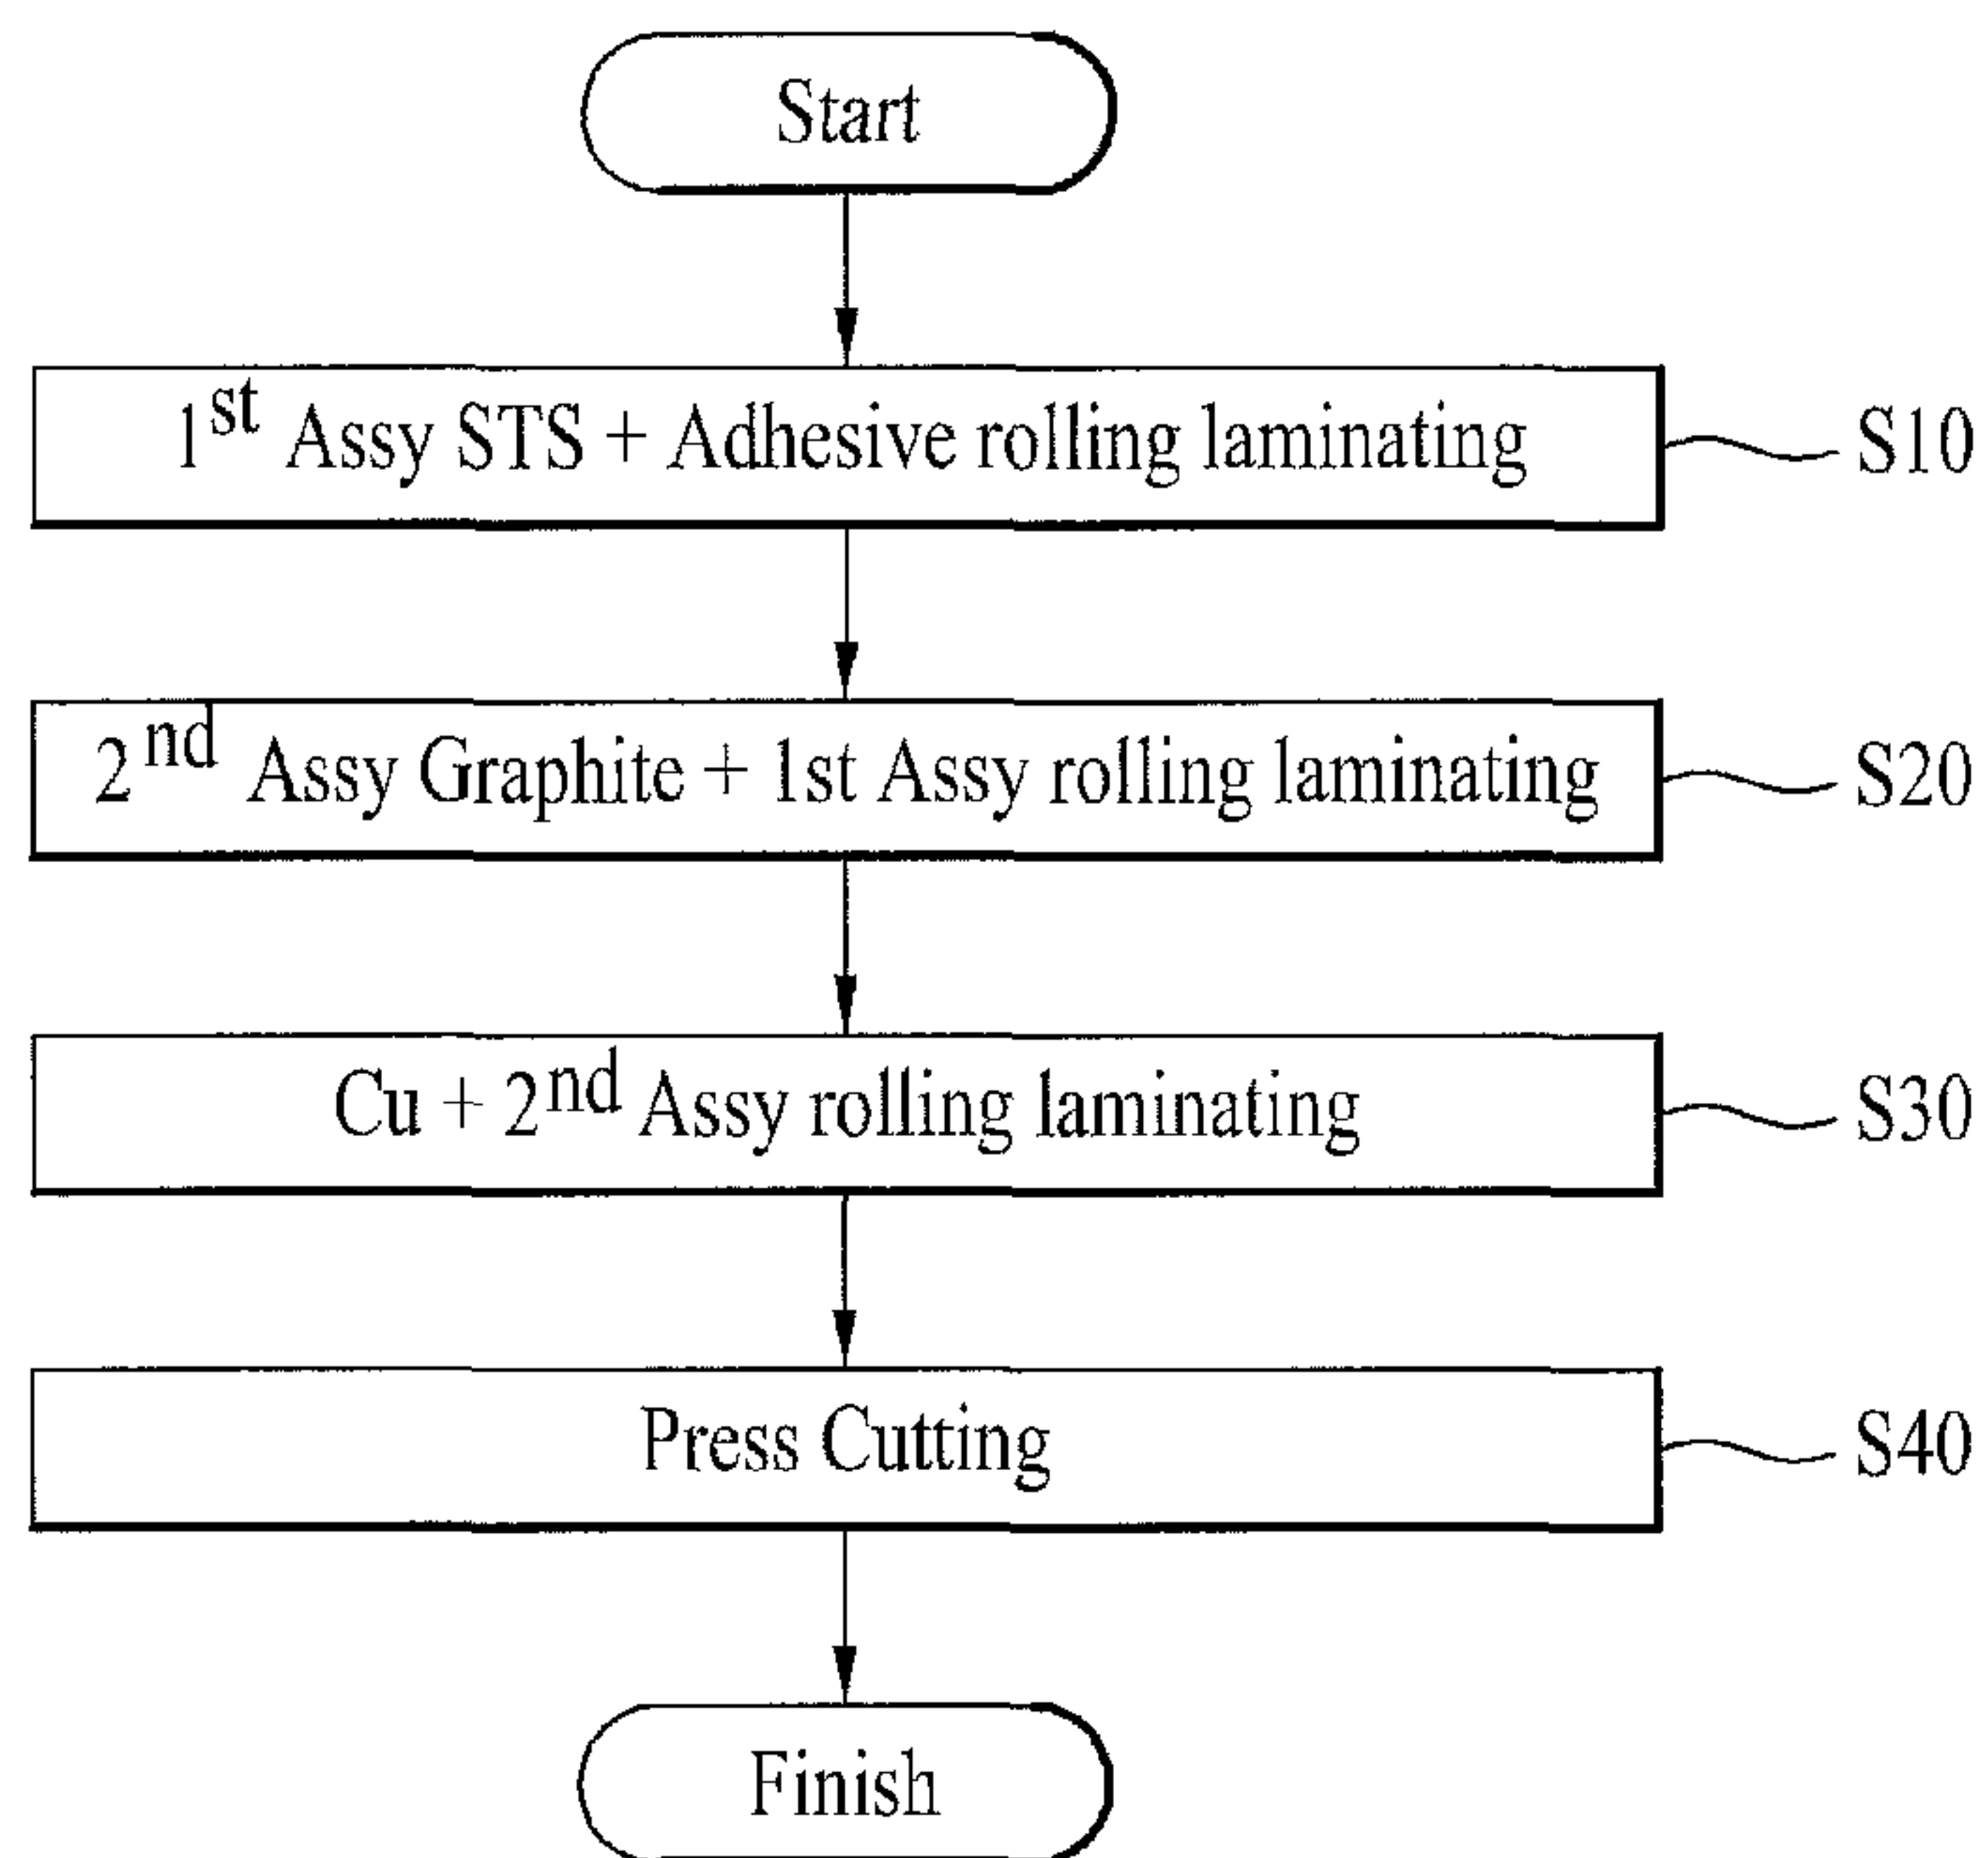 Start
1st Assy STS + Adhesive rolling laminating S10
2nd Assy Graphite + 1st Assy rolling laminating S20
Cu + 2nd Assy rolling laminating S30
Press Cutting S40
Finish